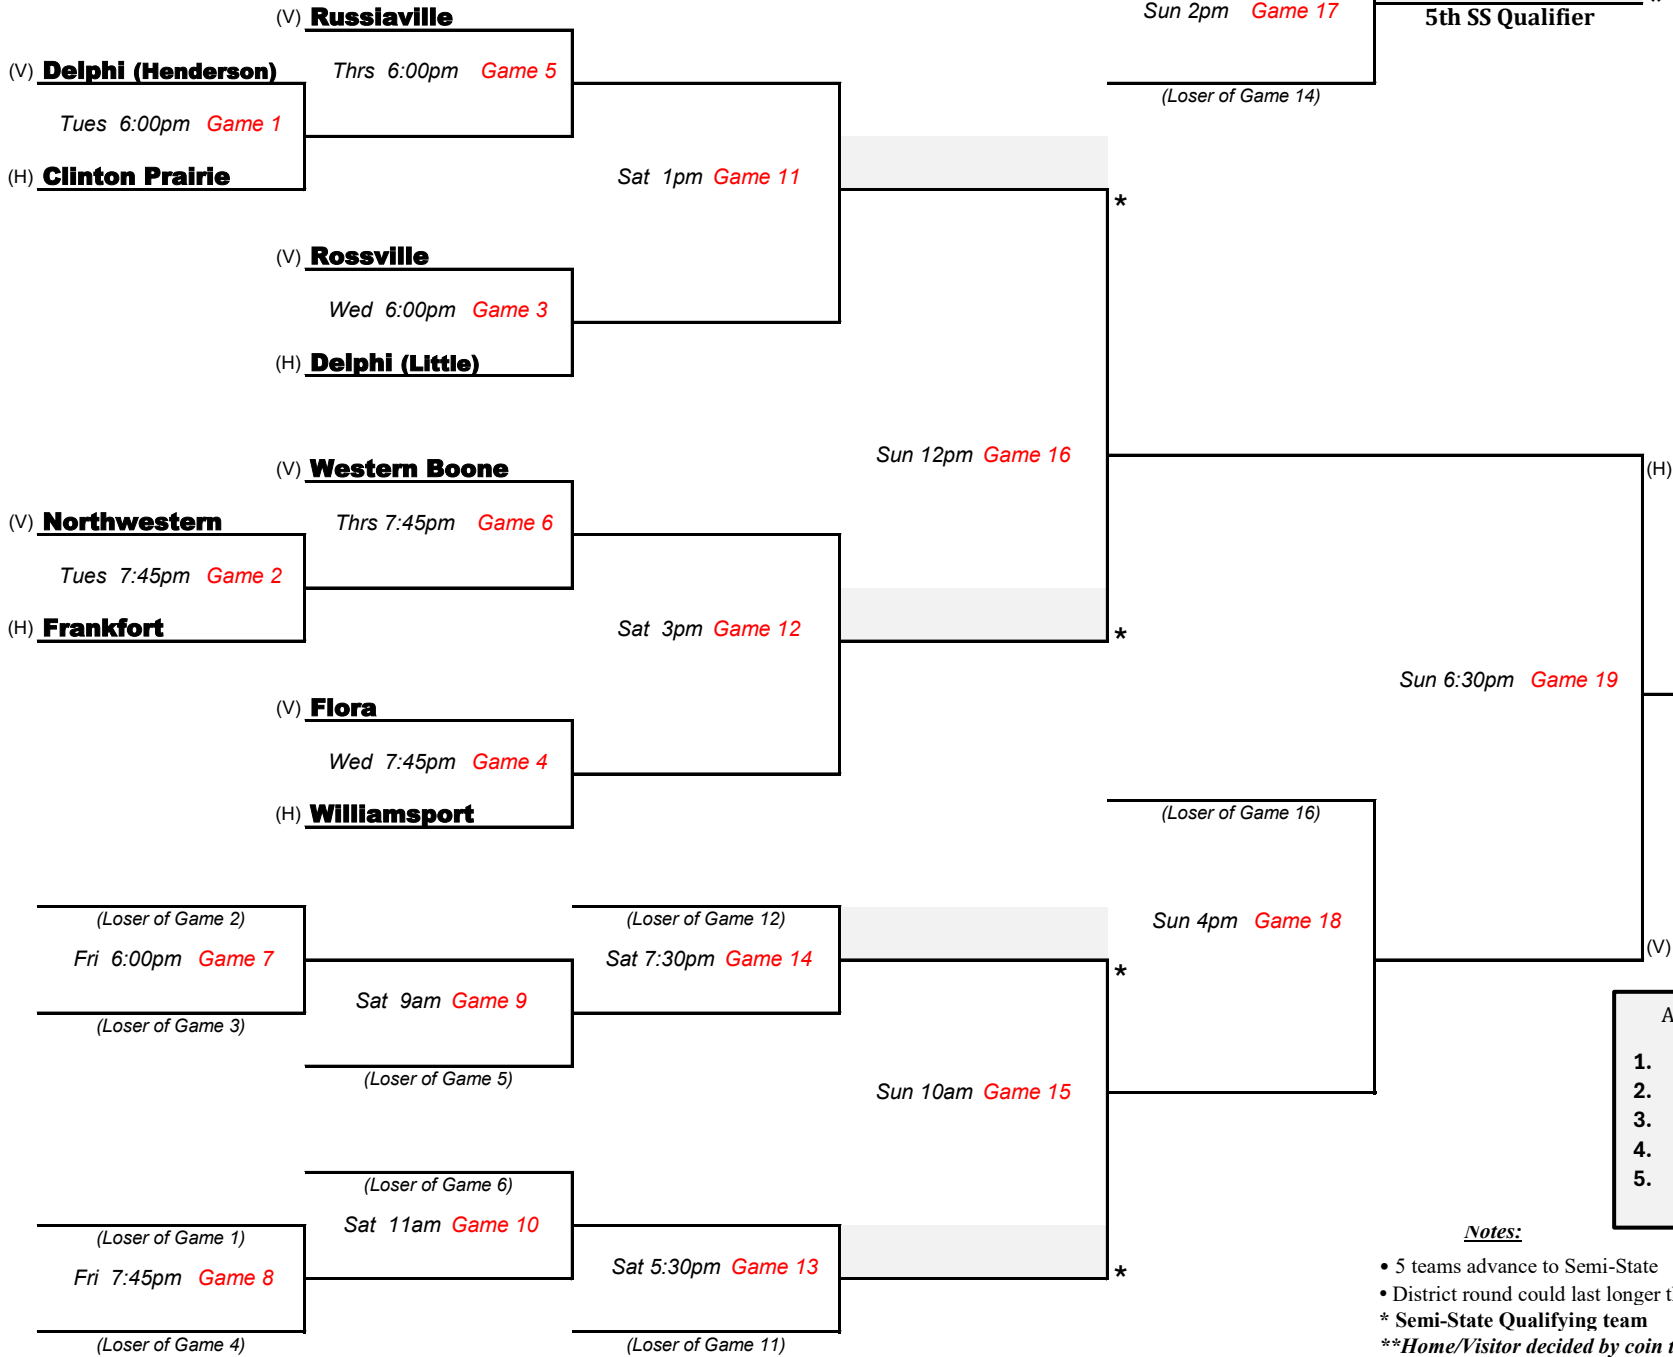 (V) Russiaville
Sun 2pm Game 17
5th SS Qualifier
*
(V) Delphi (Henderson)
Thrs 6:00pm Game 5
(Loser of Game 14)
Tues 6:00pm Game 1
(H) Clinton Prairie
Sat 1pm Game 11
*
(V) Rossville
Wed 6:00pm Game 3
(H) Delphi (Little)
(V) Western Boone
Sun 12pm Game 16
(H)
(V) Northwestern
Thrs 7:45pm Game 6
Tues 7:45pm Game 2
(H) Frankfort
Sat 3pm Game 12
*
Sun 6:30pm Game 19
(V) Flora
Wed 7:45pm Game 4
(H) Williamsport
(Loser of Game 16)
(Loser of Game 2)
(Loser of Game 12)
Sun 4pm Game 18
Fri 6:00pm Game 7
Sat 7:30pm Game 14
*
(V)
Sat 9am Game 9
(Loser of Game 3)
(Loser of Game 5)
Sun 10am Game 15
A
1.
2.
3.
4.
5.
(Loser of Game 6)
(Loser of Game 1)
Sat 11am Game 10
Fri 7:45pm Game 8
Sat 5:30pm Game 13
*
(Loser of Game 4)
(Loser of Game 11)
Notes:
• 5 teams advance to Semi-State
• District round could last longer
* Semi-State Qualifying team
**Home/Visitor decided by coin